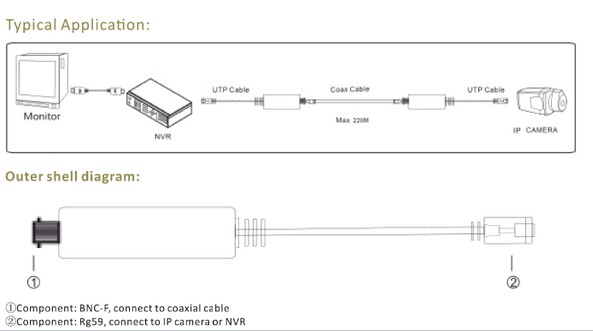 Typical Application:
UTP Cable
Coax Cable
UTP Cable
Max 220M
Monitor
NVR
IP CAMERA
Outer shell diagram:
① ②
①Component: BNC-F, connect to coaxial cable
②Component: Rg59, connect to IP camera or NVR